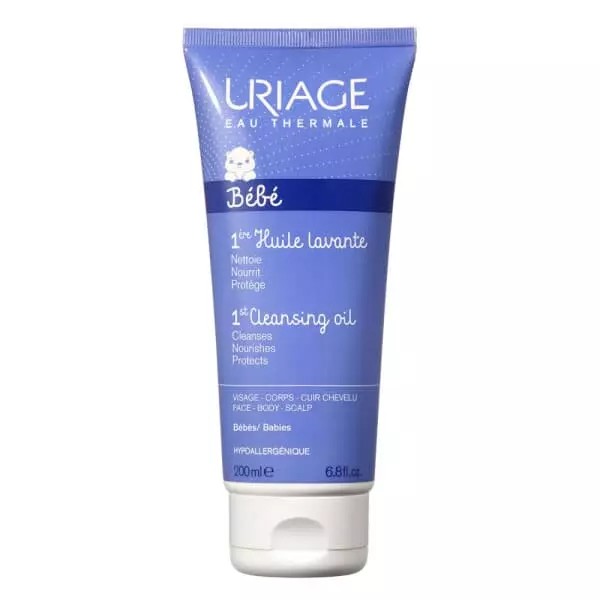 URIAGE
EAU THERMALE
Bébé
1ère Huile lavante
Nettoie
Nourrit
Protège
1st Cleansing oil
Cleanses
Nourishes
Protects
VISAGE - CORPS - CUIR CHEVELU
FACE - BODY - SCALP
Bébés/ Babies
HYPOALLERGÉNIQUE
200ml e 6.8fl.oz.